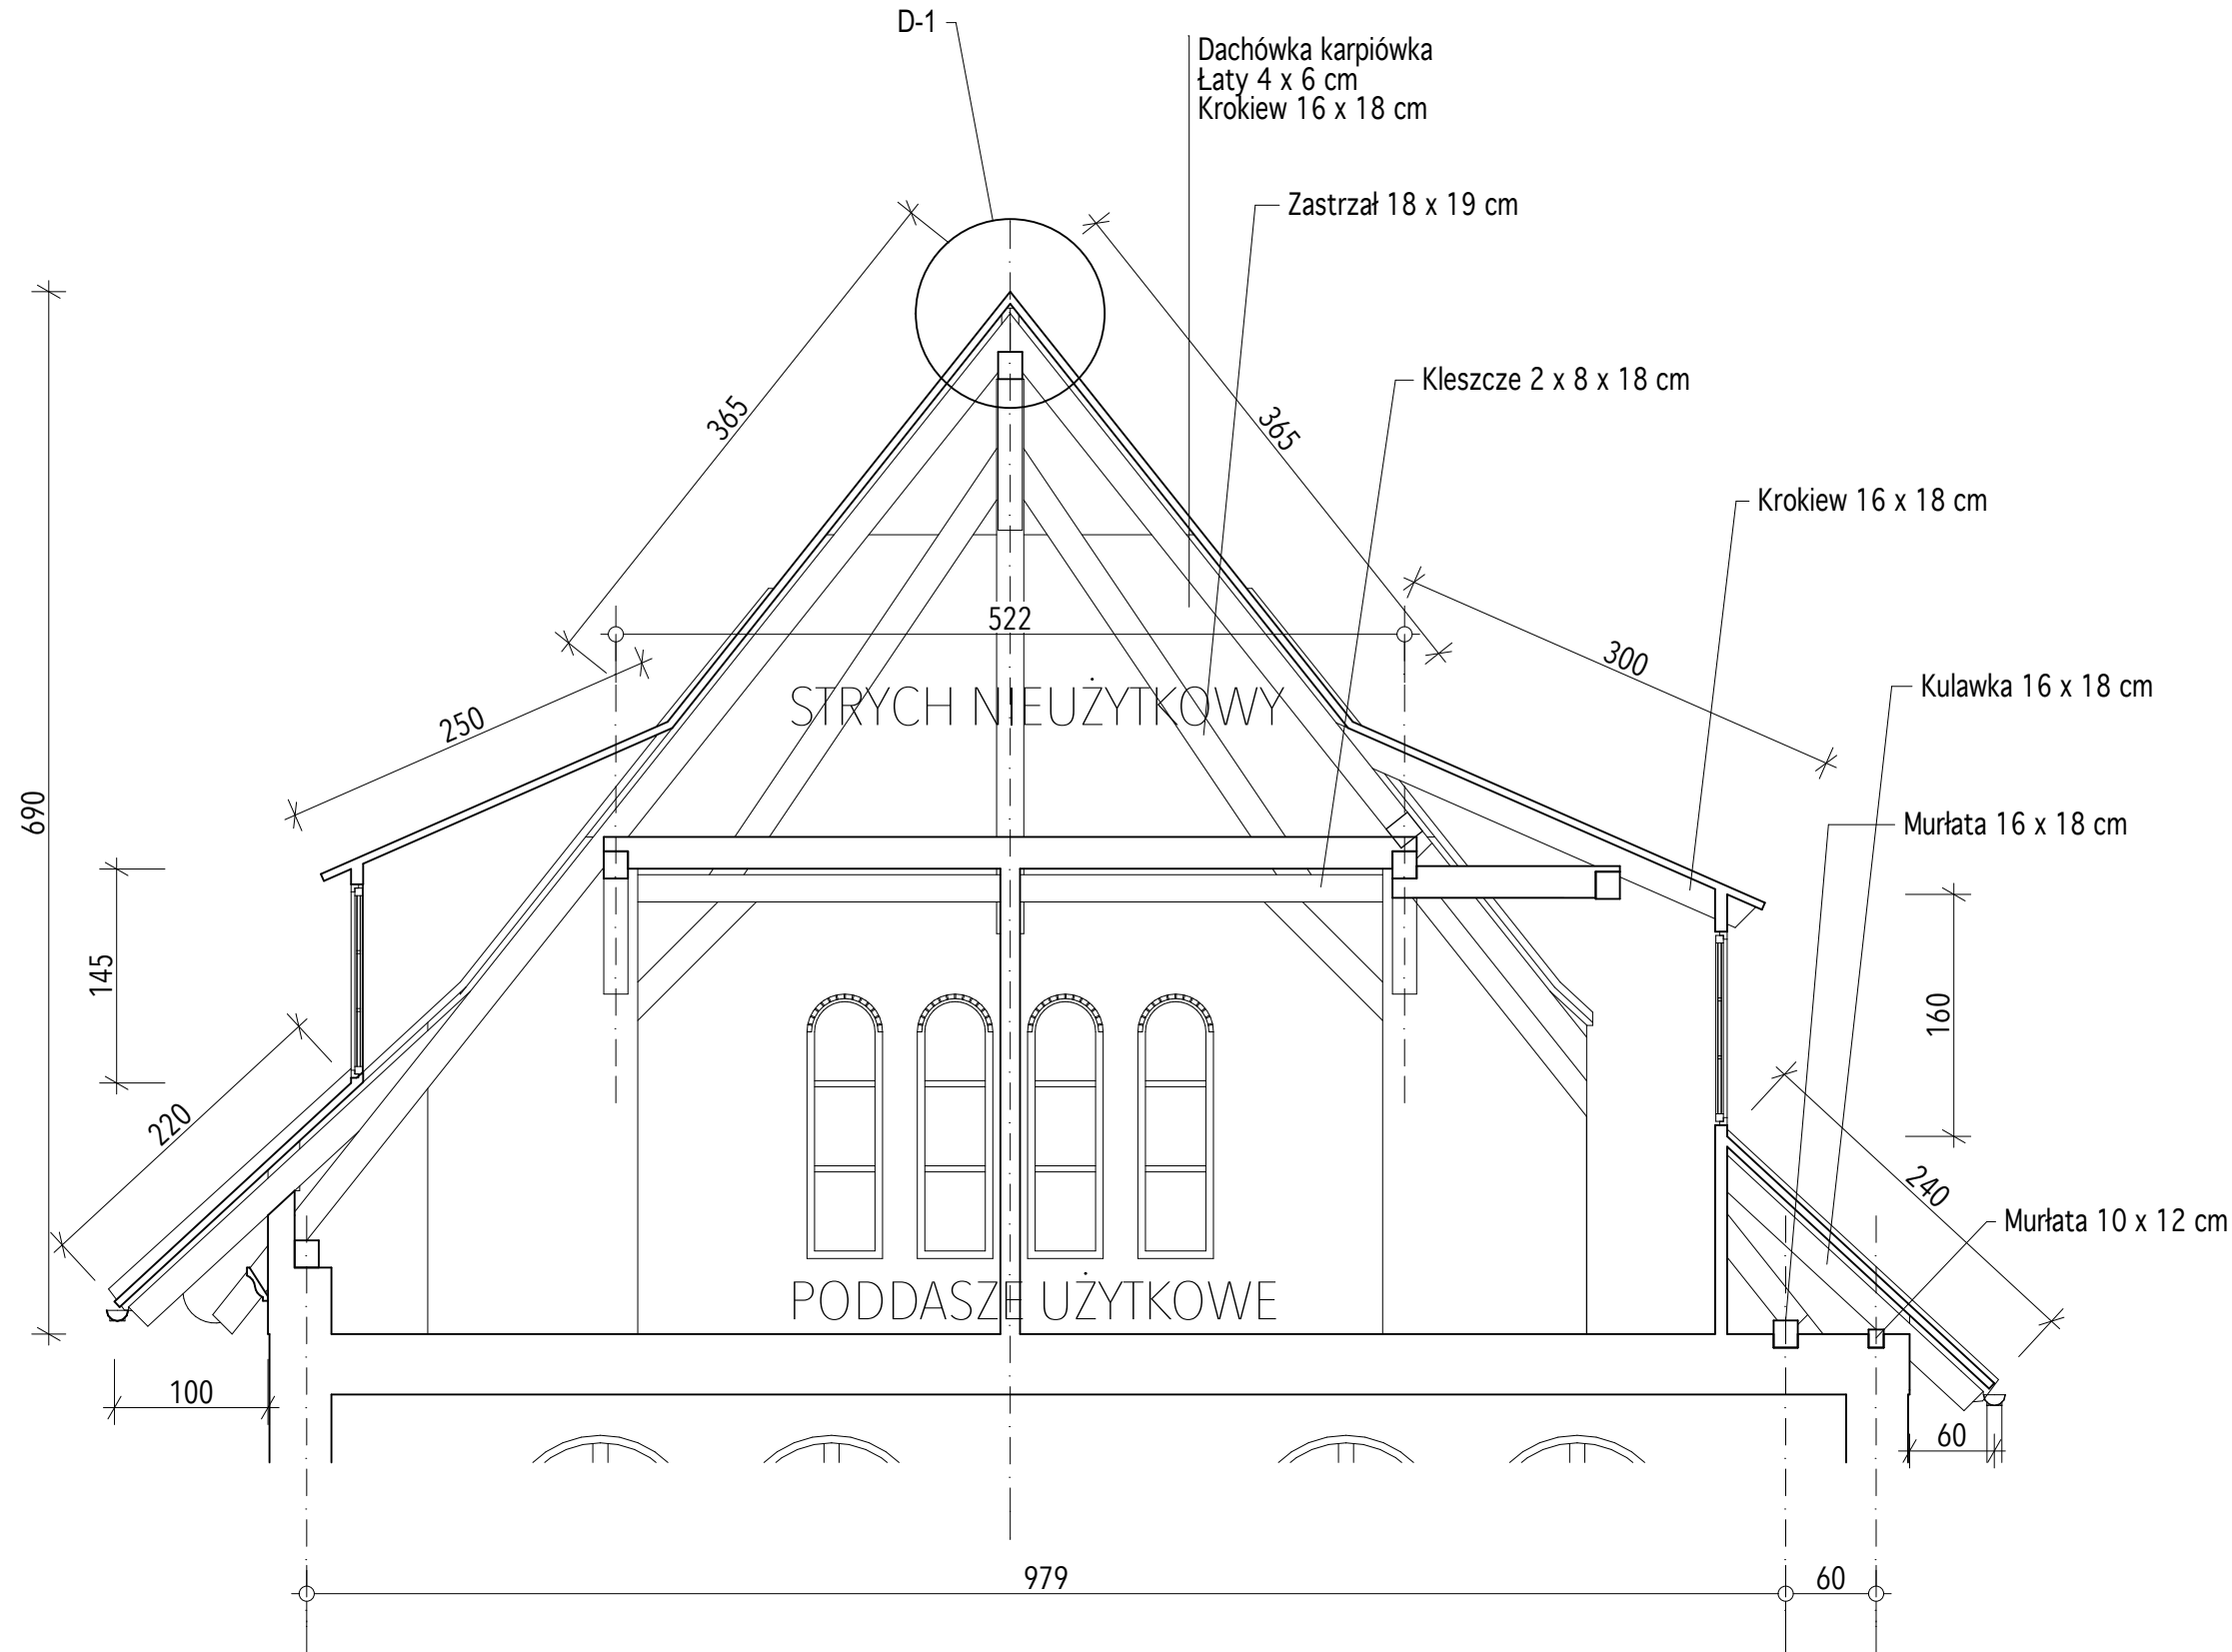 D-1
Dachówka karpiówka
Łaty 4 x 6 cm
Krokiew 16 x 18 cm
Zastrzał 18 x 19 cm
Kleszcze 2 x 8 x 18 cm
365
365
Krokiew 16 x 18 cm
522
300
250
STRYCH NIEUŻYTKOWY
Kulawka 16 x 18 cm
690
Murłata 16 x 18 cm
145
160
220
240
Murłata 10 x 12 cm
PODDASZE UŻYTKOWE
100
60
979
60